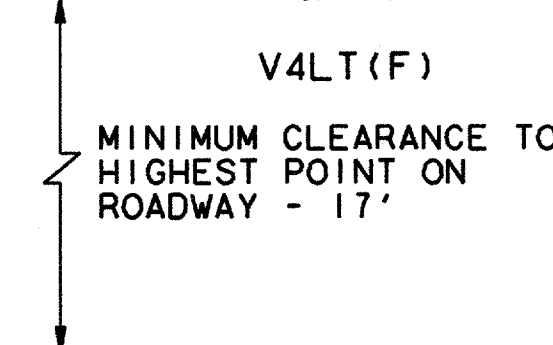 V4LT(F)
MINIMUM CLEARANCE TO
HIGHEST POINT ON
ROADWAY - 17'